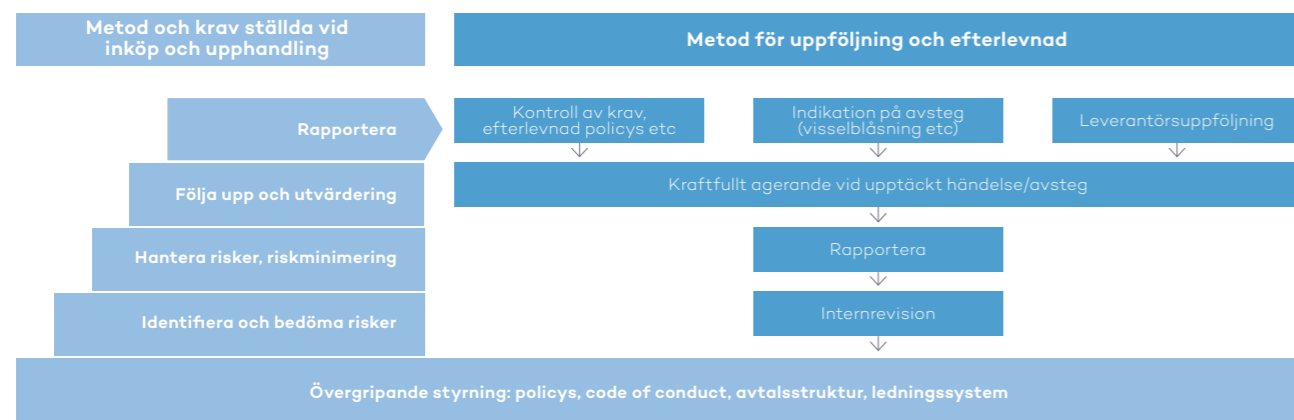 Metod och krav ställda vid
inköp och upphandling
Metod för uppföljning och efterlevnad
Rapportera
Kontroll av krav,
efterlevnad policys etc
Indikation på avsteg
(visselblåsning etc)
Leverantörsuppföljning
Följa upp och utvärdering
Kraftfullt agerande vid upptäckt händelse/avsteg
Hantera risker, riskminimering
Rapportera
Identifiera och bedöma risker
Internrevision
Övergripande styrning: policys, code of conduct, avtalsstruktur, ledningssystem